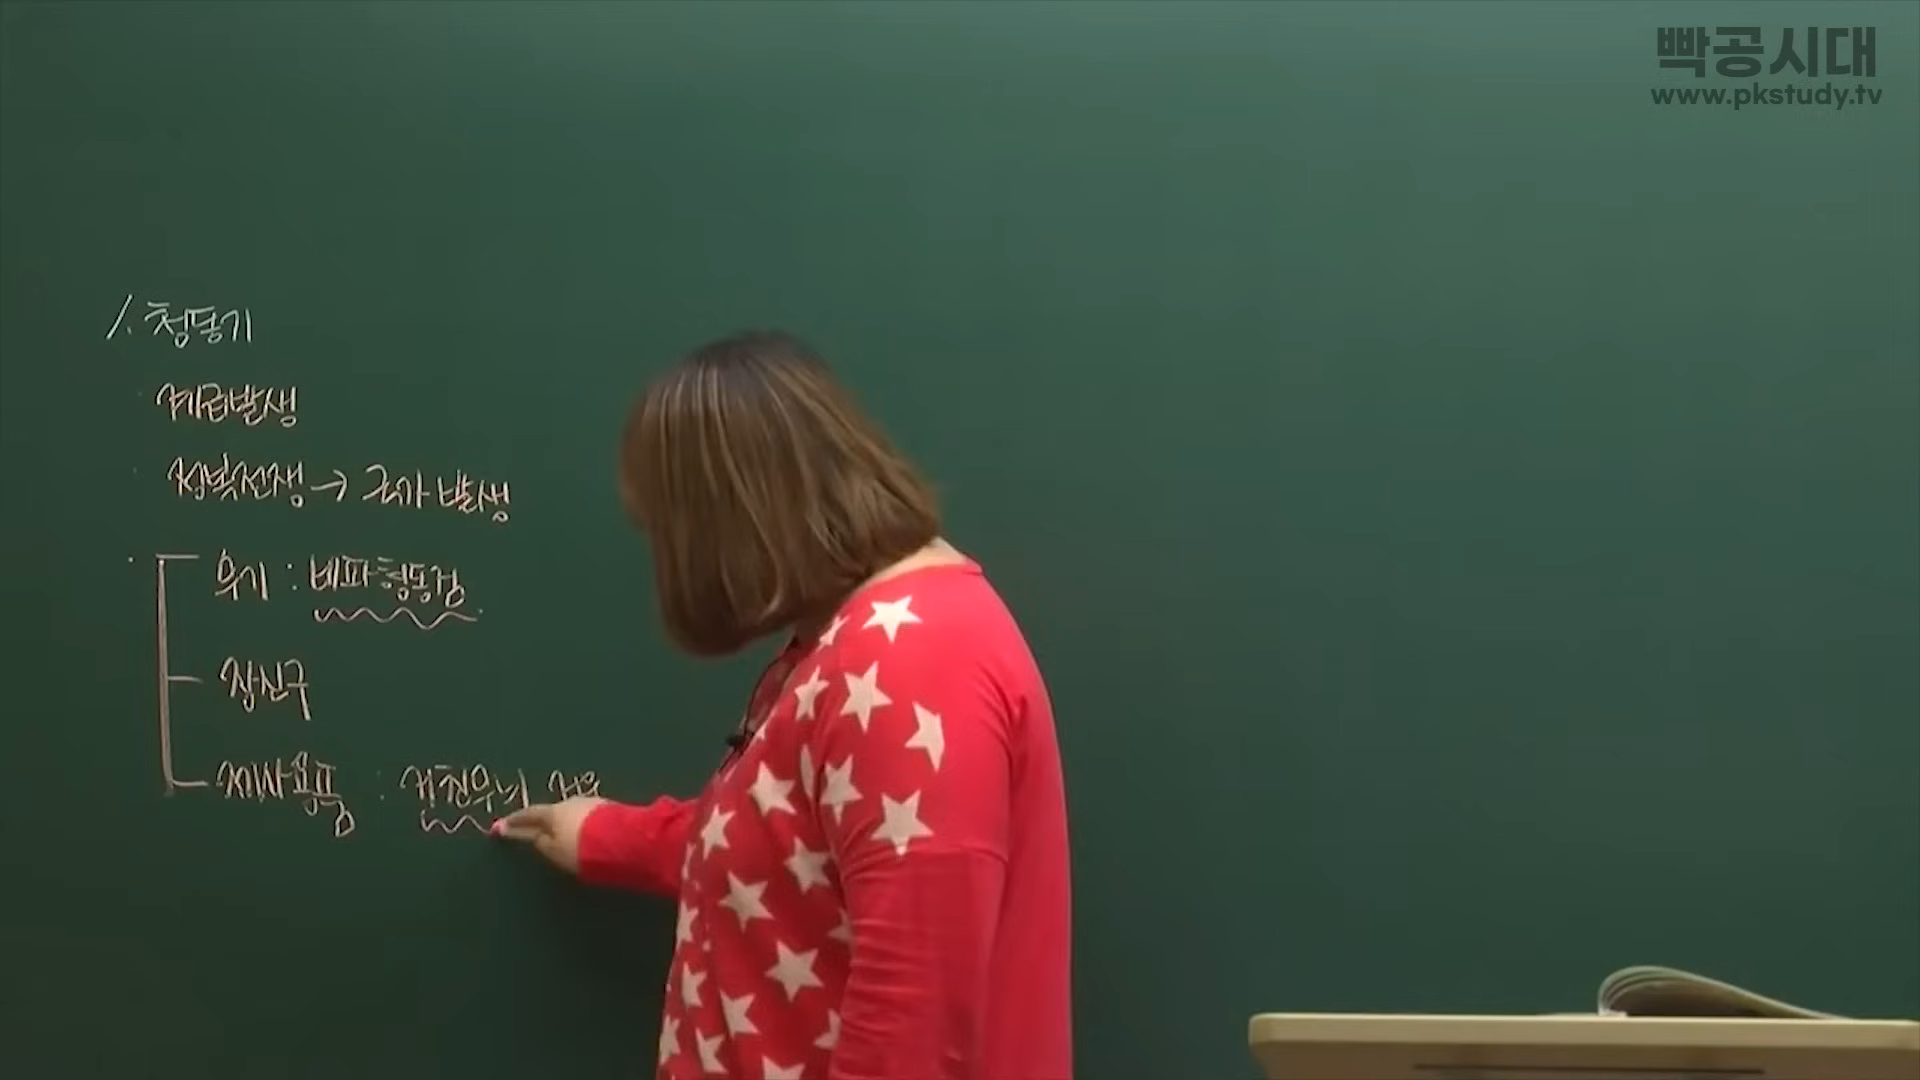 빡공시대
www.pkstudy.tv
1. 청동기
· 계급발생
· 정복전쟁 → 국가 발생
· 무기 : 비파형동검
장신구
제사용품 : 거친무늬 거울